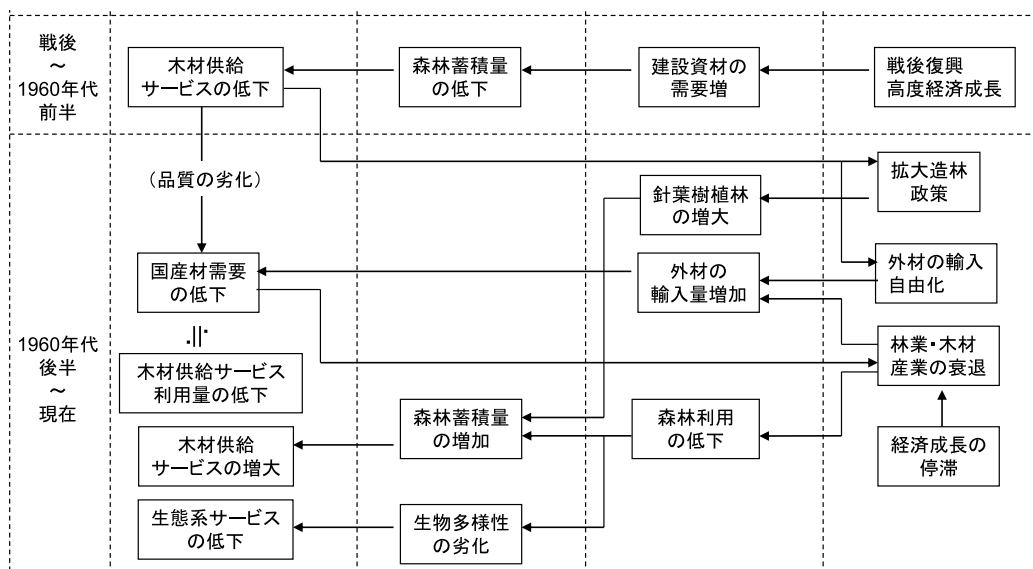 戦後
~
1960年代
前半
木材供給
サービスの低下
森林蓄積量
の低下
建設資材の
需要増
戦後復興
高度経済成長
(品質の劣化)
拡大造林
政策
針葉樹植林
の増大
国産材需要
の低下
外材の
輸入量増加
外材の輸入
自由化
1960年代
後半
~
現在
木材供給サービス
利用量の低下
林業・木材
産業の衰退
森林蓄積量
の増加
森林利用
の低下
木材供給
サービスの増大
経済成長の
停滞
生態系サービス
の低下
生物多様性
の劣化